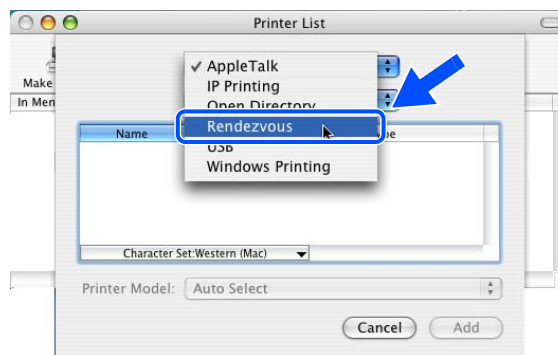 Printer List
✓ AppleTalk
IP Printing
Make
Open Directory
In Men
Rendezvous
Name
USB
Windows Printing
Character Set:Western (Mac)
Printer Model: Auto Select
Cancel Add